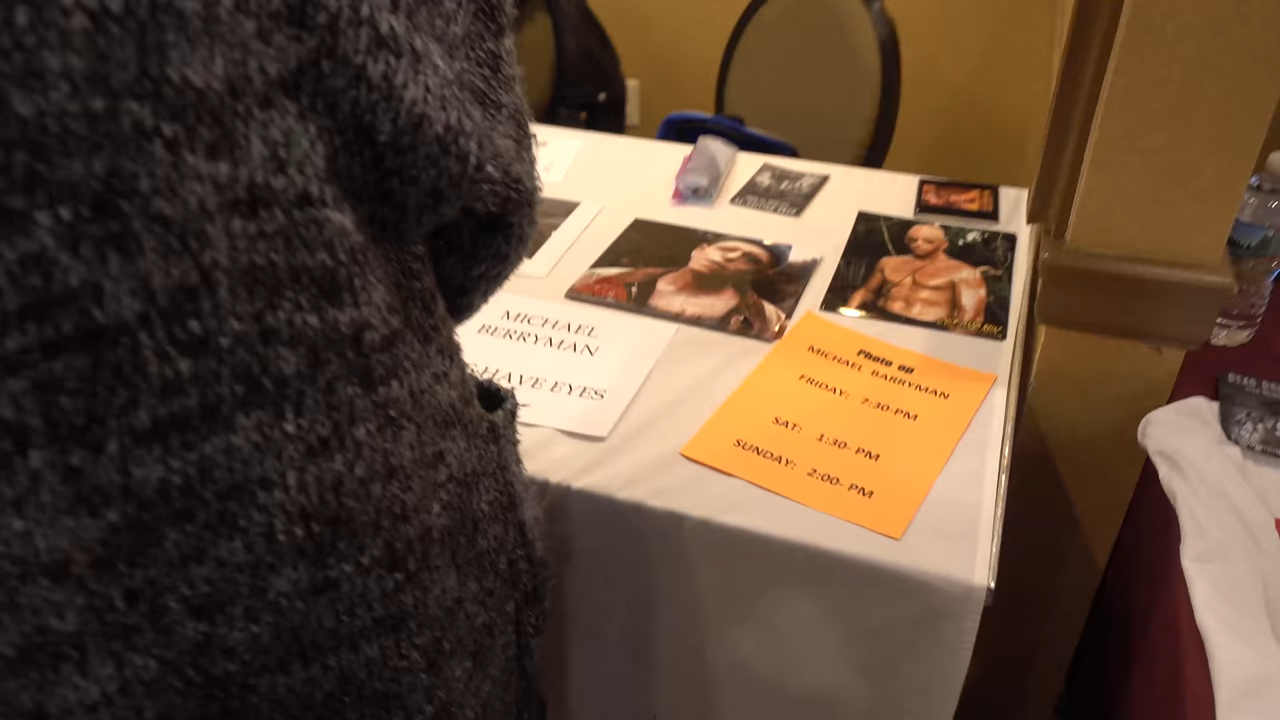 MICHAEL
BERRYMAN
HAVE EYES
Photo op
MICHAEL BARRYMAN
FRIDAY: 7:30-PM
SAT: 1:30- PM
SUNDAY: 2:00- PM